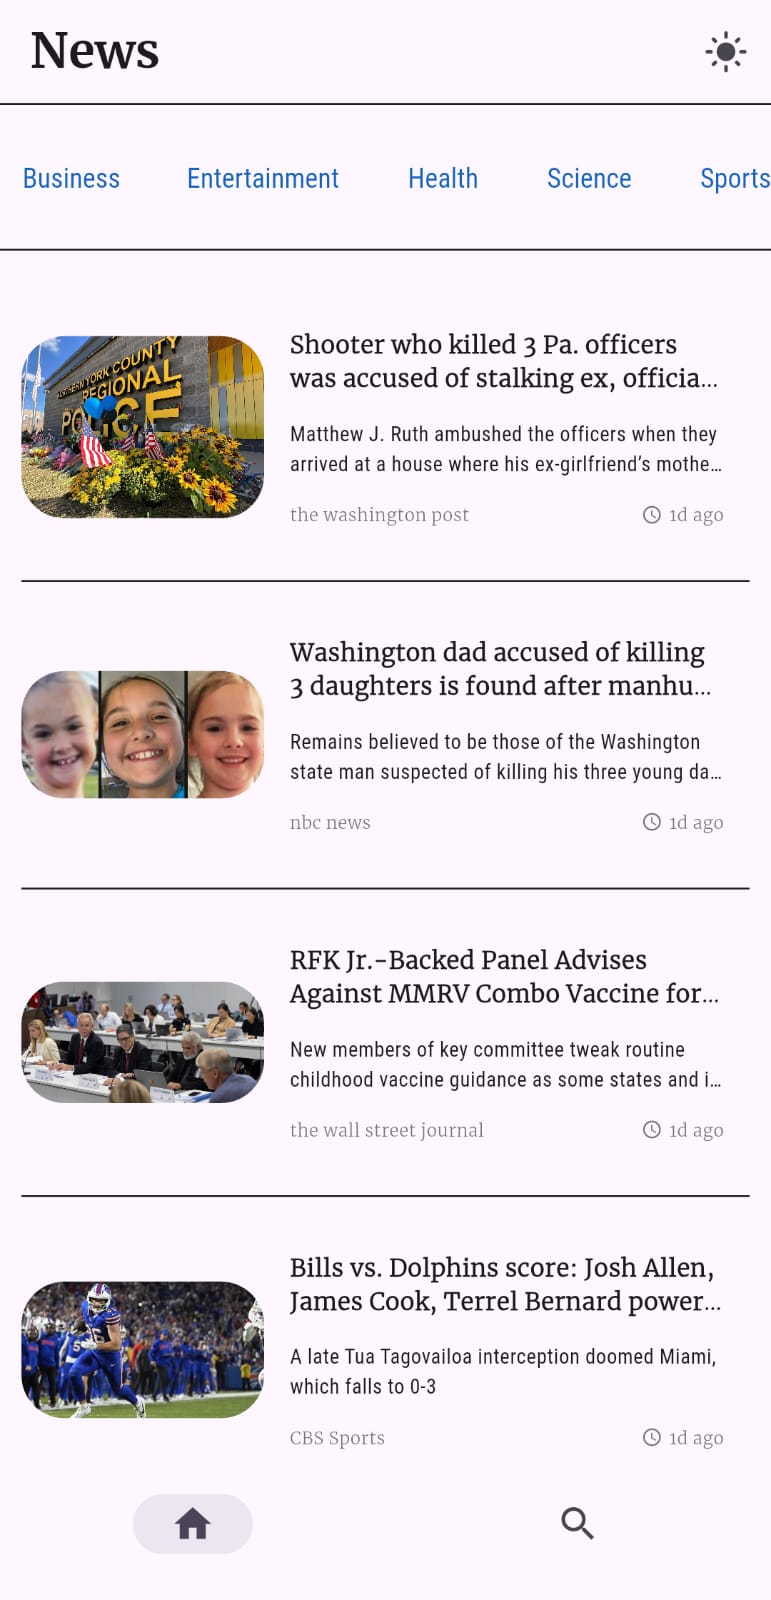 News
Business Entertainment Health Science Sports
NORTHERN YORK COUNTY
REGIONAL
POLICE
Shooter who killed 3 Pa. officers
was accused of stalking ex, officia...
Matthew J. Ruth ambushed the officers when they
arrived at a house where his ex-girlfriend’s mothe...
the washington post 1d ago
Washington dad accused of killing
3 daughters is found after manhu...
Remains believed to be those of the Washington
state man suspected of killing his three young da...
nbc news 1d ago
RFK Jr.-Backed Panel Advises
Against MMRV Combo Vaccine for...
New members of key committee tweak routine
childhood vaccine guidance as some states and i...
the wall street journal 1d ago
Bills vs. Dolphins score: Josh Allen,
James Cook, Terrel Bernard power...
A late Tua Tagovailoa interception doomed Miami,
which falls to 0-3
CBS Sports 1d ago